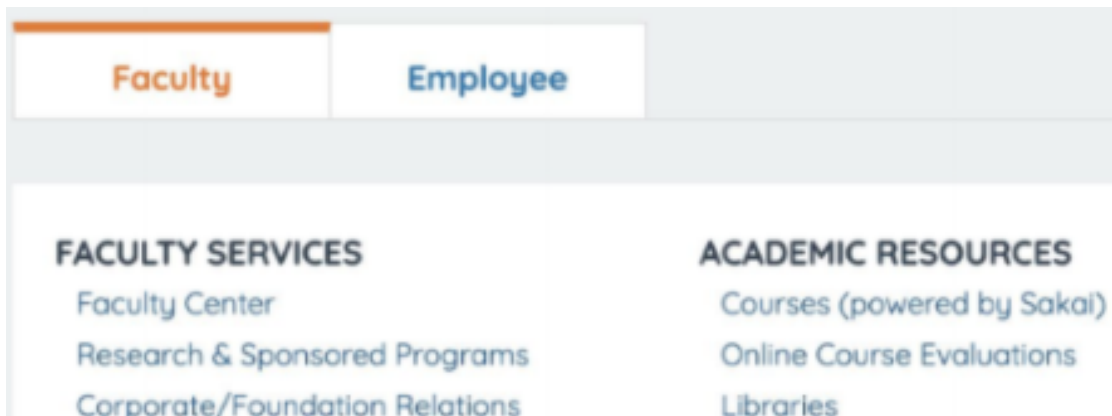 Faculty
Employee
FACULTY SERVICES
Faculty Center
Research & Sponsored Programs
Corporate/Foundation Relations
ACADEMIC RESOURCES
Courses (powered by Sakai)
Online Course Evaluations
Libraries